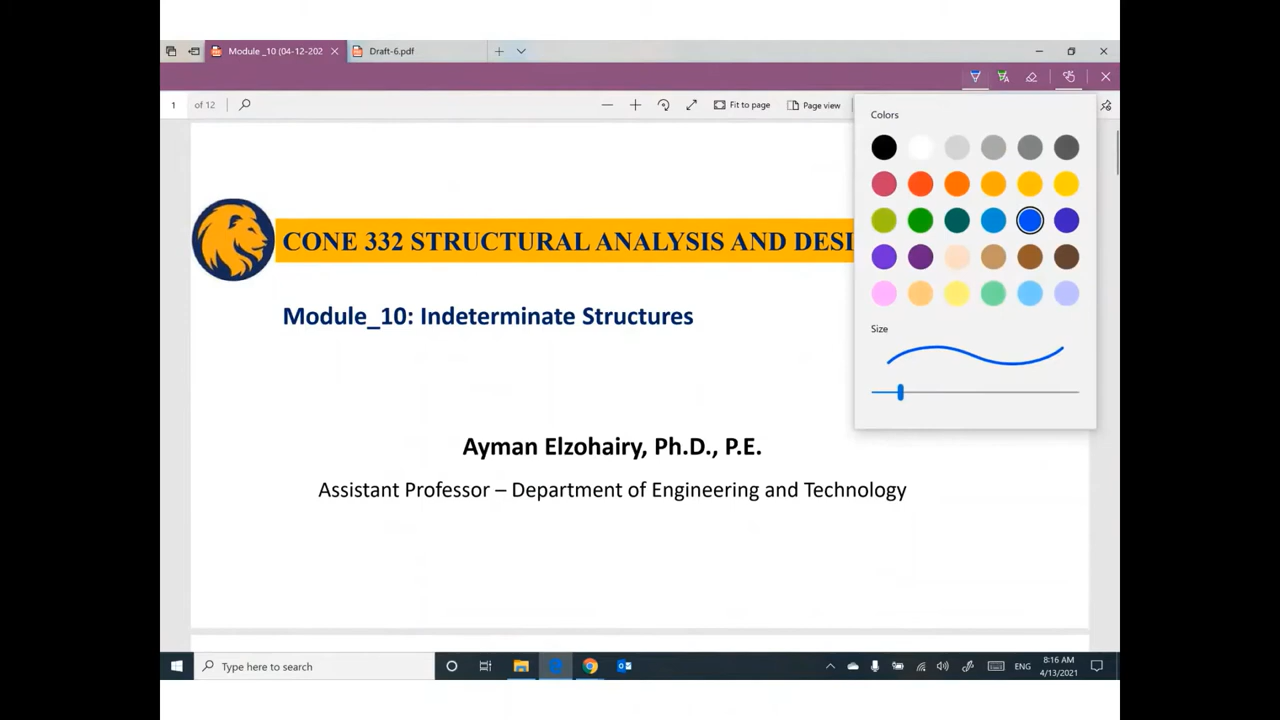 Module _10 (04-12-202
Draft-6.pdf
1 of 12
Fit to page
Page view
Colors
CONE 332 STRUCTURAL ANALYSIS AND DESI
Module_10: Indeterminate Structures
Size
Ayman Elzohairy, Ph.D., P.E.
Assistant Professor – Department of Engineering and Technology
Type here to search
ENG
8:16 AM
4/13/2021